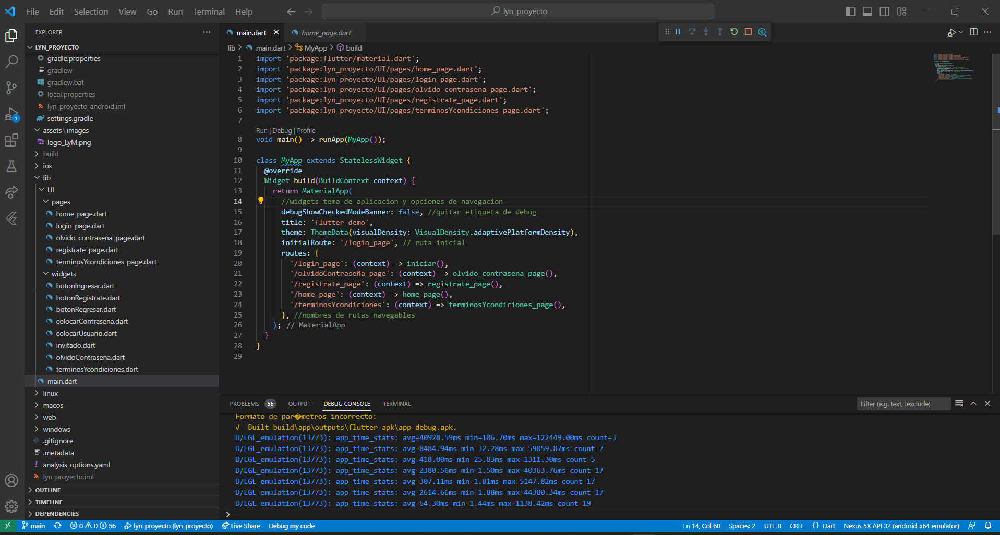 File Edit Selection View Go Run Terminal Help
lyn_proyecto
EXPLORER
LYN_PROYECTO
gradle.properties
gradlew
gradlew.bat
local.properties
lyn_proyecto_android.iml
settings.gradle
assets\images
logo_LyM.png
build
ios
lib
UI
pages
home_page.dart
login_page.dart
olvido_contrasena_page.dart
registrate_page.dart
terminosYcondiciones_page.dart
widgets
botonIngresar.dart
botonRegistrate.dart
botonRegresar.dart
colocarContrasena.dart
colocarUsuario.dart
invitado.dart
olvidoContrasena.dart
terminosYcondiciones.dart
main.dart
linux
macos
web
windows
.gitignore
.metadata
analysis_options.yaml
lyn_proyecto.iml
OUTLINE
TIMELINE
DEPENDENCIES
1
main.dart home_page.dart
lib > main.dart > MyApp > build
1 import 'package:flutter/material.dart';
2 import 'package:lyn_proyecto/UI/pages/home_page.dart';
3 import 'package:lyn_proyecto/UI/pages/login_page.dart';
4 import 'package:lyn_proyecto/UI/pages/olvido_contrasena_page.dart';
5 import 'package:lyn_proyecto/UI/pages/registrate_page.dart';
6 import 'package:lyn_proyecto/UI/pages/terminosYcondiciones_page.dart';
7
Run | Debug | Profile
8 void main() => runApp(MyApp());
9
10 class MyApp extends StatelessWidget {
11 @override
12 Widget build(BuildContext context) {
13 return MaterialApp(
14 //widgets tema de aplicacion y opciones de navegacion
15 debugShowCheckedModeBanner: false, //quitar etiqueta de debug
16 title: 'flutter demo',
17 theme: ThemeData(visualDensity: VisualDensity.adaptivePlatformDensity),
18 initialRoute: '/login_page', // ruta inicial
19 routes: {
20 '/login_page': (context) => iniciar(),
21 '/olvidoContraseña_page': (context) => olvido_contrasena_page(),
22 '/registrate_page': (context) => registrate_page(),
23 '/home_page': (context) => home_page(),
24 '/terminosYcondiciones': (context) => terminosYcondiciones_page(),
25 }, //nombres de rutas navegables
26 ); // MaterialApp
27 }
28 }
29
PROBLEMS 56 OUTPUT DEBUG CONSOLE TERMINAL
Filter (e.g. text, !exclude)
Formato de par�metros incorrecto:
√ Built build\app\outputs\flutter-apk\app-debug.apk.
D/EGL_emulation(13773): app_time_stats: avg=40928.59ms min=106.70ms max=122449.00ms count=3
D/EGL_emulation(13773): app_time_stats: avg=8484.94ms min=32.28ms max=59059.87ms count=7
D/EGL_emulation(13773): app_time_stats: avg=418.00ms min=25.83ms max=1311.30ms count=5
D/EGL_emulation(13773): app_time_stats: avg=2380.56ms min=1.50ms max=40363.76ms count=17
D/EGL_emulation(13773): app_time_stats: avg=307.11ms min=1.81ms max=5147.82ms count=17
D/EGL_emulation(13773): app_time_stats: avg=2614.66ms min=1.88ms max=44380.34ms count=17
D/EGL_emulation(13773): app_time_stats: avg=64.30ms min=1.44ms max=1138.42ms count=19
main 0 0 56 lyn_proyecto (lyn_proyecto) Live Share Debug my code Ln 14, Col 60 Spaces: 2 UTF-8 CRLF {} Dart Nexus 5X API 32 (android-x64 emulator)